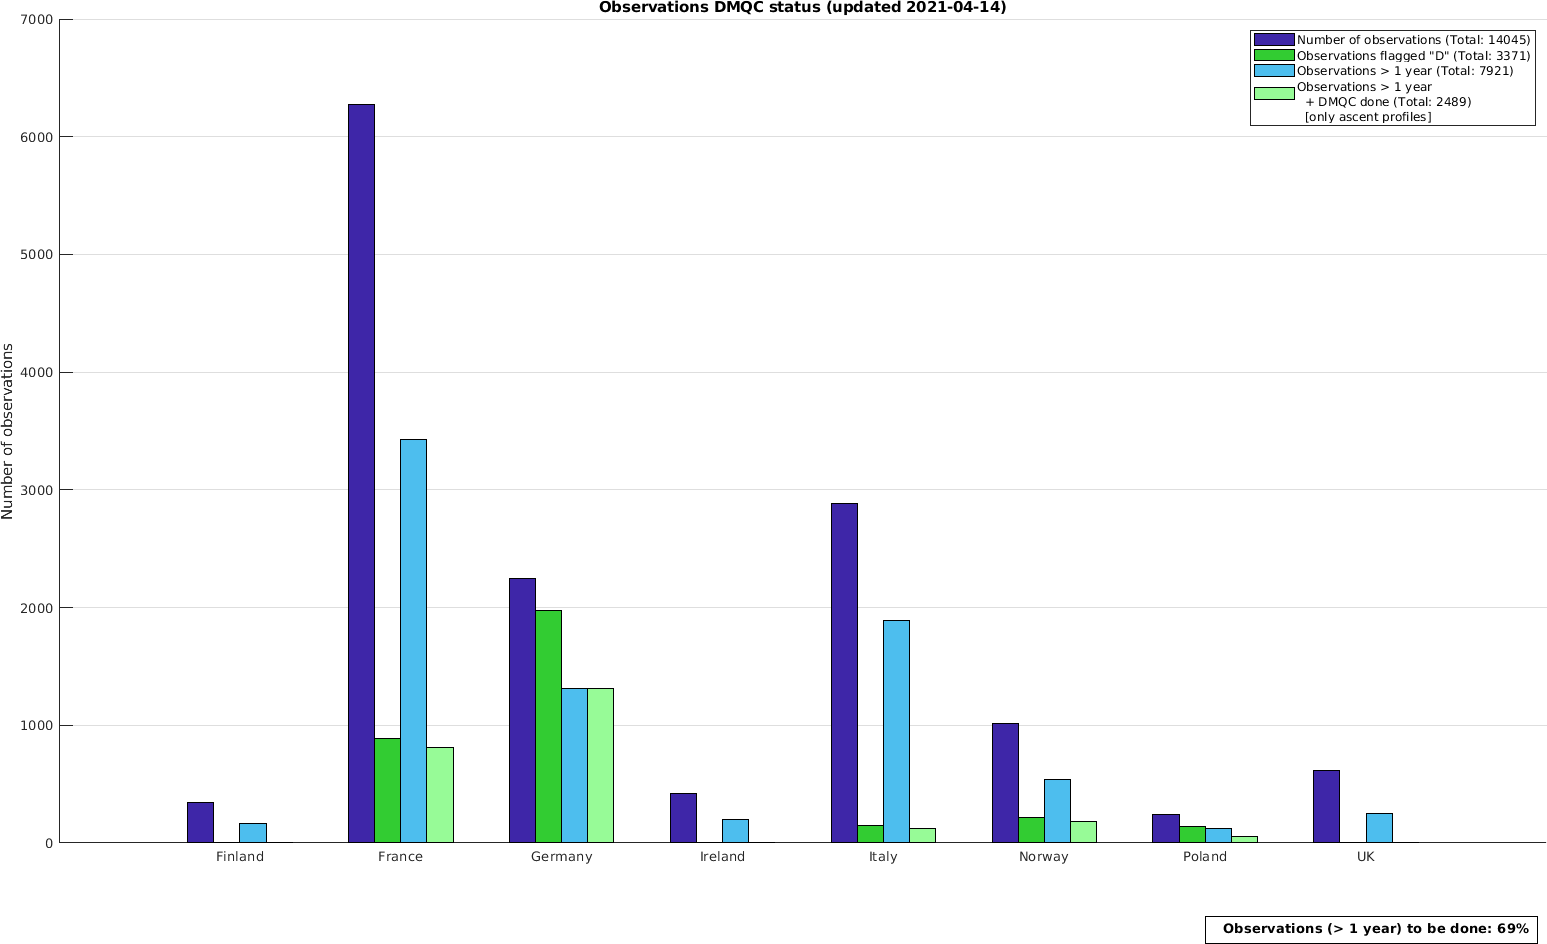 Observations DMQC status (updated 2021-04-14)
Number of observations (Total: 14045)
Observations flagged "D" (Total: 3371)
Observations > 1 year (Total: 7921)
Observations > 1 year
+ DMQC done (Total: 2489)
[only ascent profiles]
Number of observations
7000
6000
5000
4000
3000
2000
1000
0
Finland France Germany Ireland Italy Norway Poland UK
Observations (> 1 year) to be done: 69%